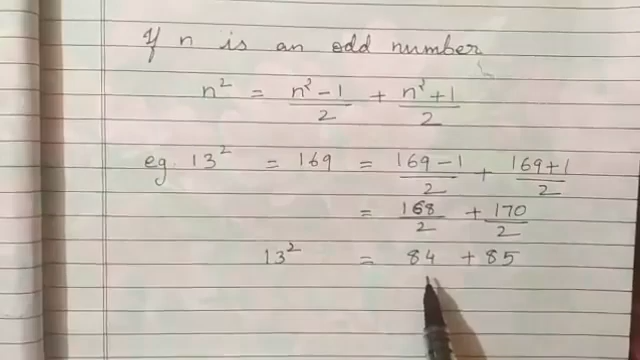 If n is an odd number
n² = n²-1/2 + n²+1/2
eg. 13² = 169 = 169-1/2 + 169+1/2
= 168/2 + 170/2
13² = 84 + 85